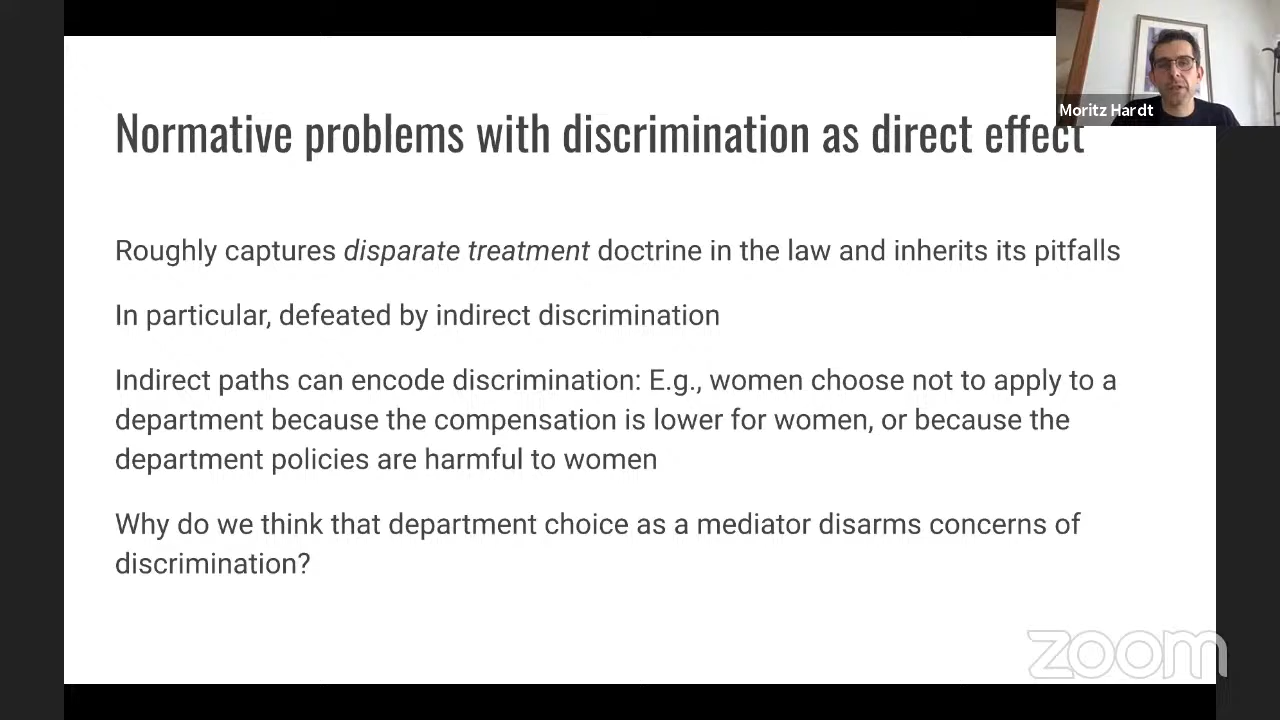 Moritz Hardt
Normative problems with discrimination as direct effect
Roughly captures disparate treatment doctrine in the law and inherits its pitfalls
In particular, defeated by indirect discrimination
Indirect paths can encode discrimination: E.g., women choose not to apply to a
department because the compensation is lower for women, or because the
department policies are harmful to women
Why do we think that department choice as a mediator disarms concerns of
discrimination?
zoom